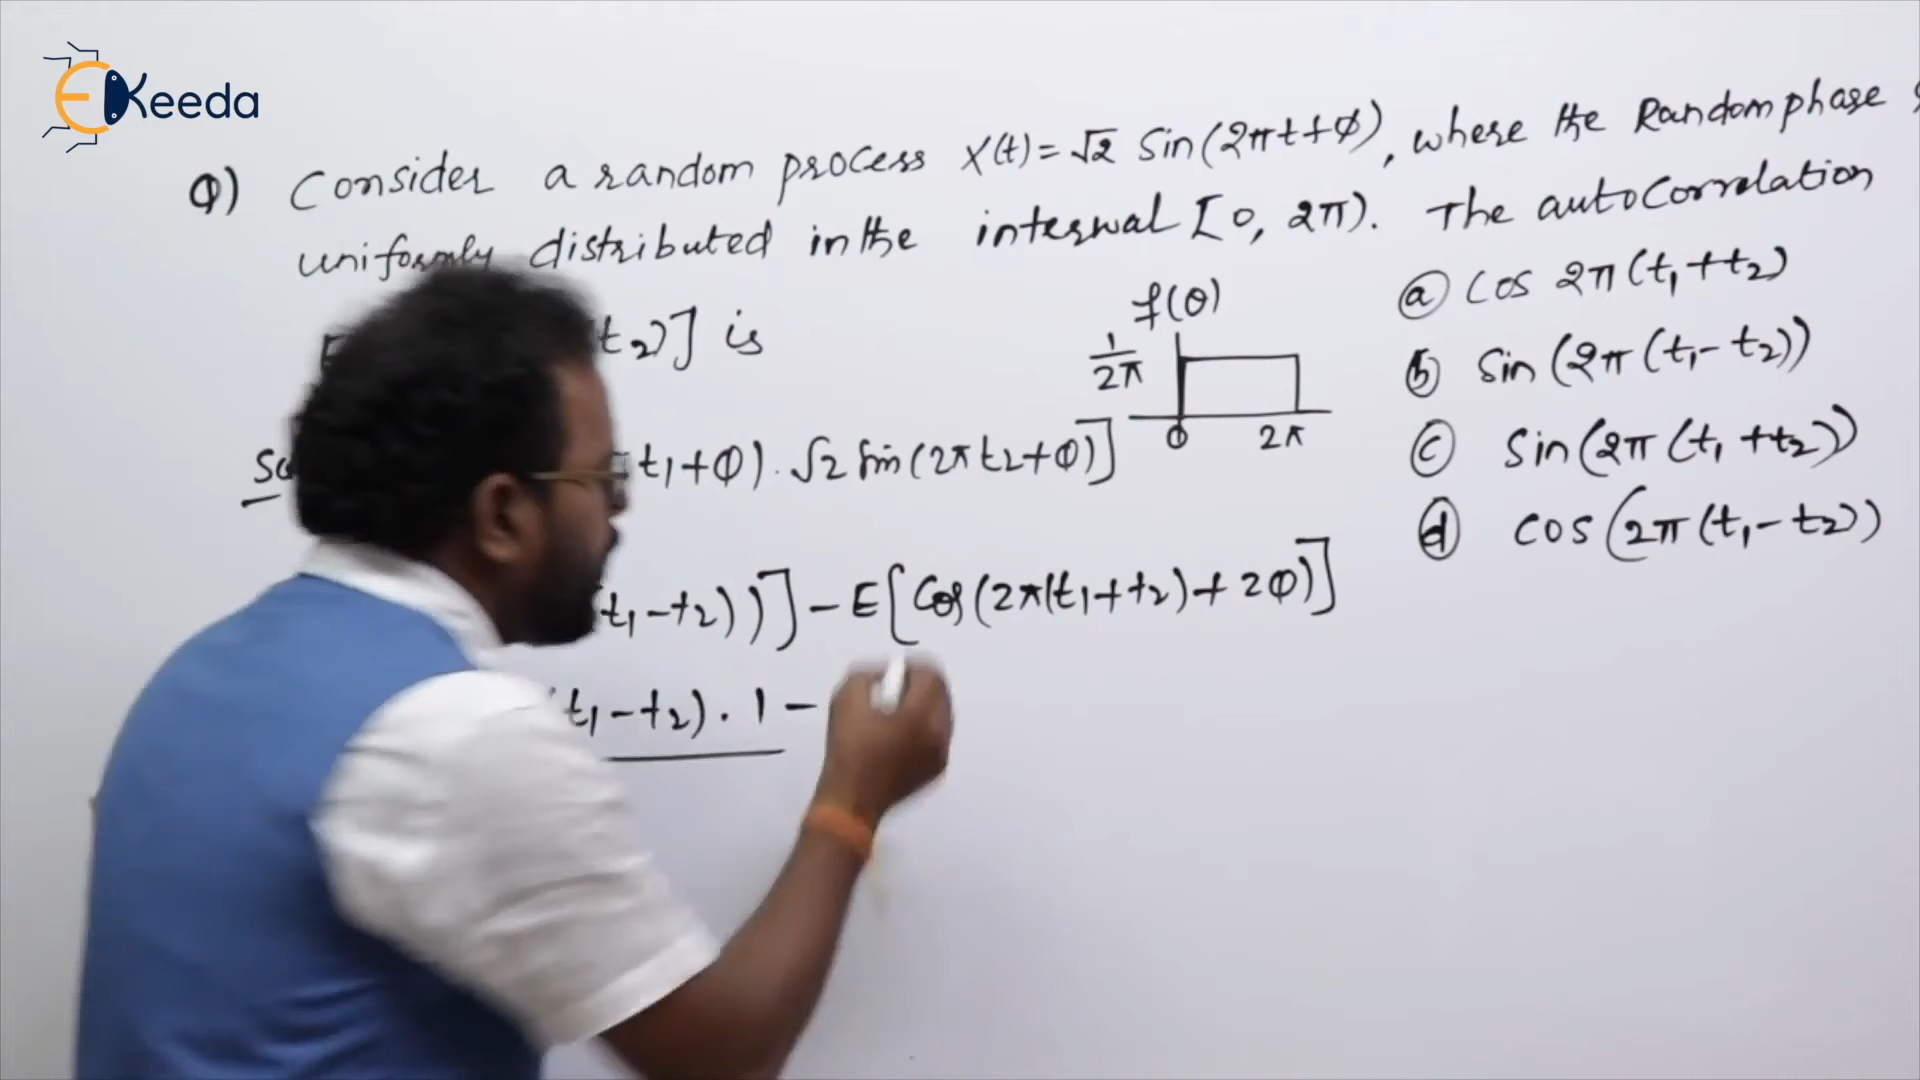 EKeeda
Q) Consider a random process X(t)=√2 Sin(2πt+φ), where the Random phase
uniformly distributed in the interval [0, 2π). The autocorrelation
t2)] is
f(θ)
1/2π
0 2π
t1+φ).√2 Sin(2πt2+φ)]
t1-t2))]-E[Cos(2π(t1+t2)+2φ)]
t1-t2).1-
ⓐ Cos 2π(t1+t2)
ⓑ Sin(2π(t1-t2))
ⓒ Sin(2π(t1+t2))
ⓓ cos(2π(t1-t2))